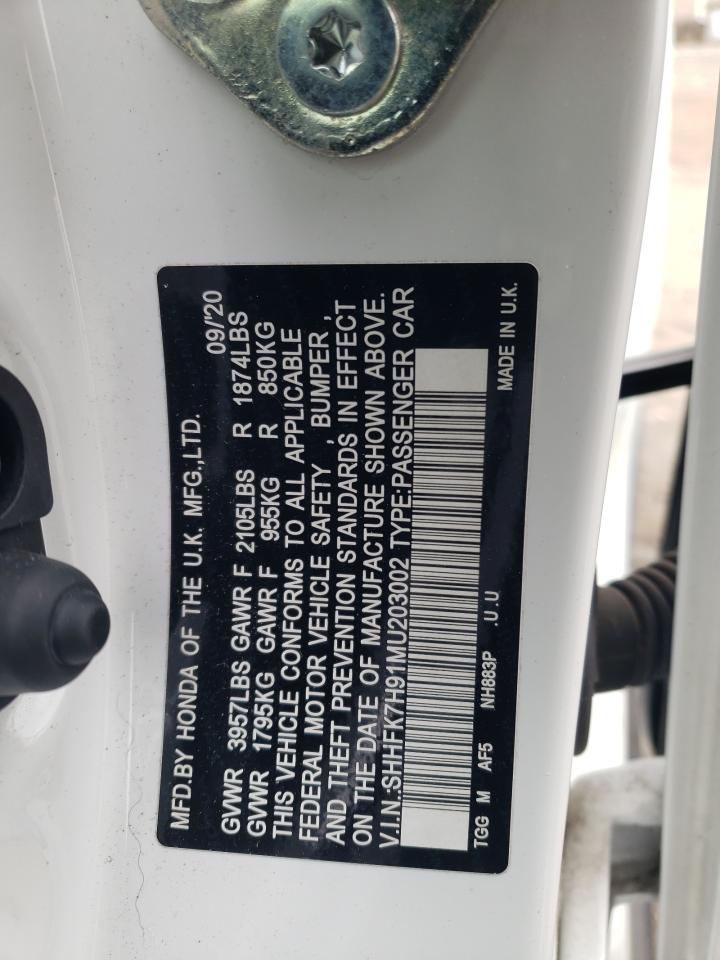 MFD.BY HONDA OF THE U.K. MFG.,LTD. 09/'20
GVWR 3957LBS GAWR F 2105LBS R 1874LBS
GVWR 1795KG GAWR F 955KG R 850KG
THIS VEHICLE CONFORMS TO ALL APPLICABLE
FEDERAL MOTOR VEHICLE SAFETY , BUMPER ,
AND THEFT PREVENTION STANDARDS IN EFFECT
ON THE DATE OF MANUFACTURE SHOWN ABOVE.
V.I.N.:SHHFK7H91MU203002 TYPE:PASSENGER CAR
TGG M AF5 NH883P .U.U MADE IN U.K.